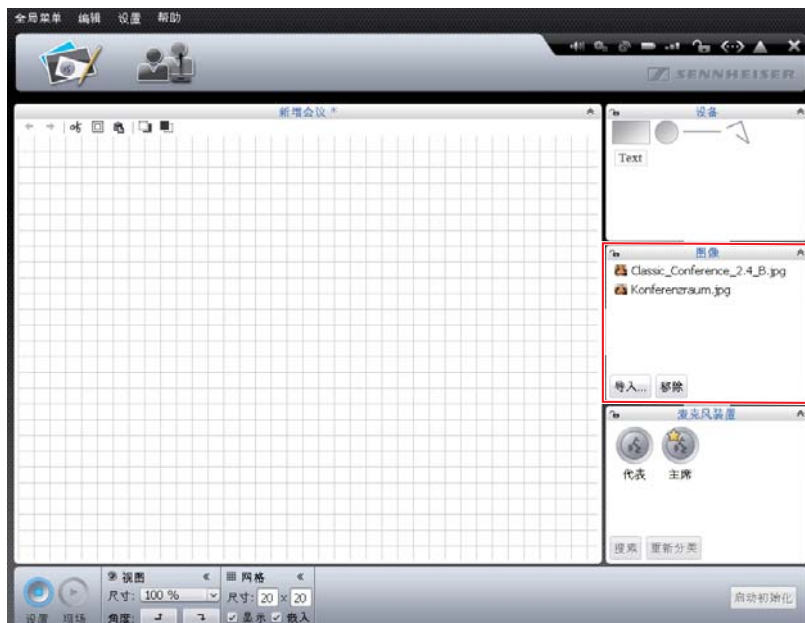 全局菜单 编辑 设置 帮助
SENNHEISER
新增会议 *
设备
Text
图像
Classic_Conference_2.4_B.jpg
Konferenzraum.jpg
导入... 移除
麦克风装置
代表 主席
搜索 重新分类
视图
尺寸: 100 %
角度:
网格
尺寸: 20 × 20
显示 嵌入
设置 现场
启动初始化